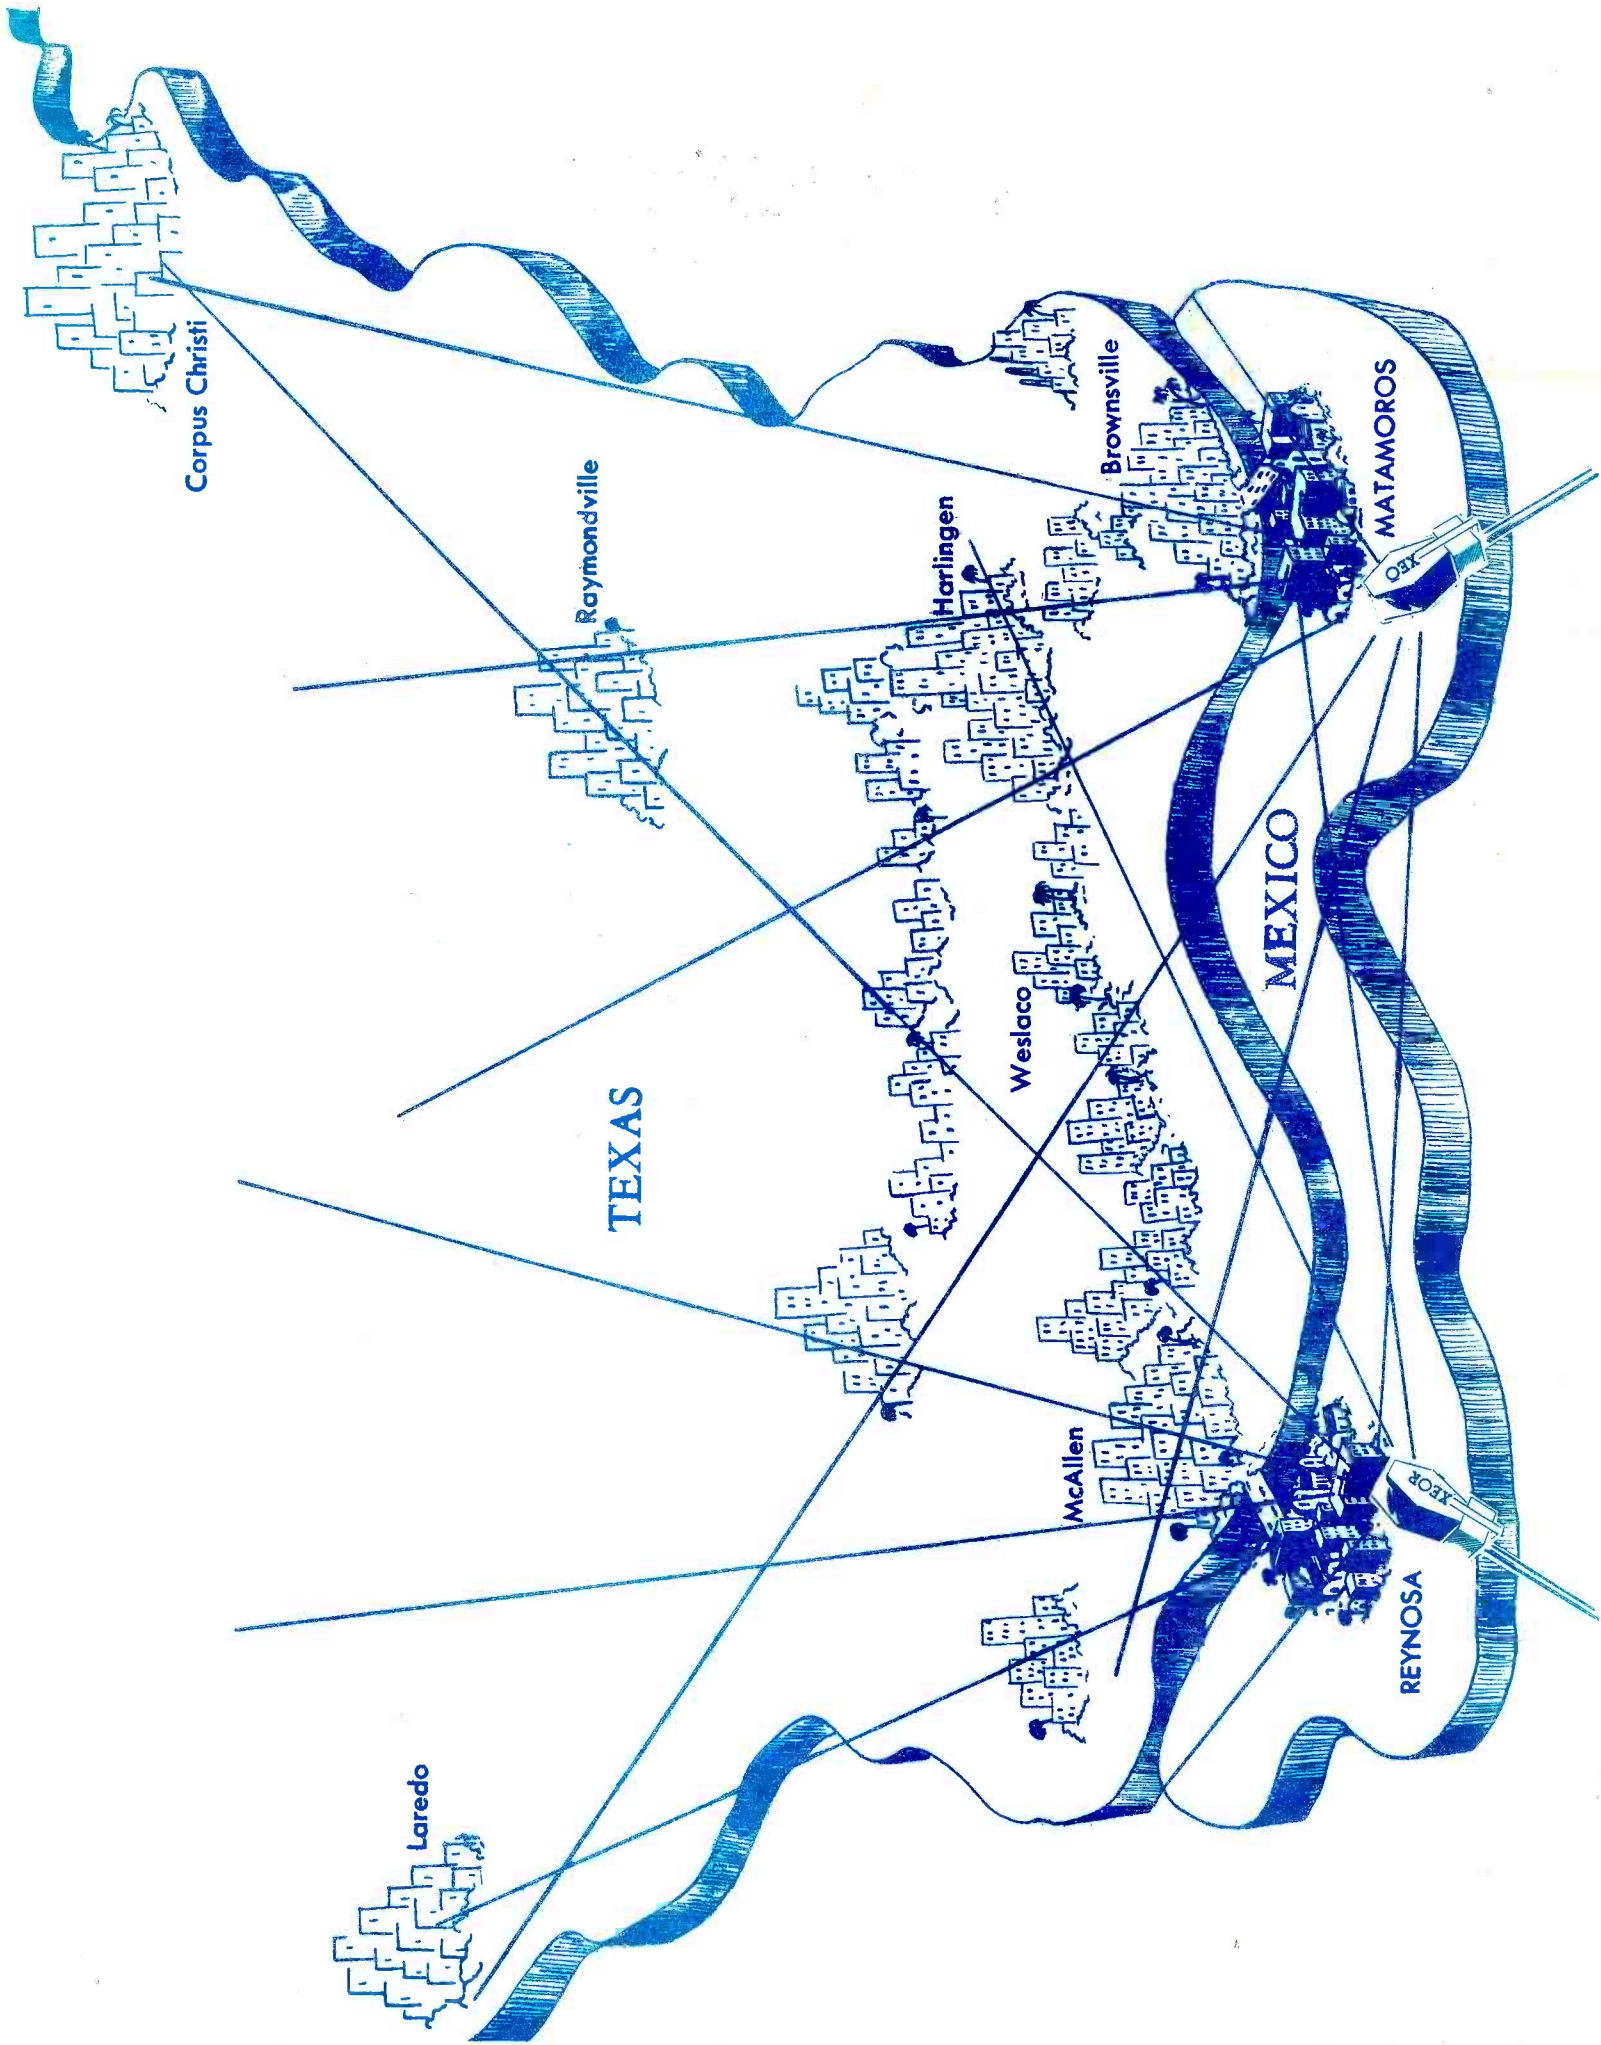 Corpus Christi
Laredo
Raymondville
TEXAS
Harlingen
Weslaco
McAllen
Brownsville
MEXICO
MATAMOROS
REYNOSA
XEO
XEOR